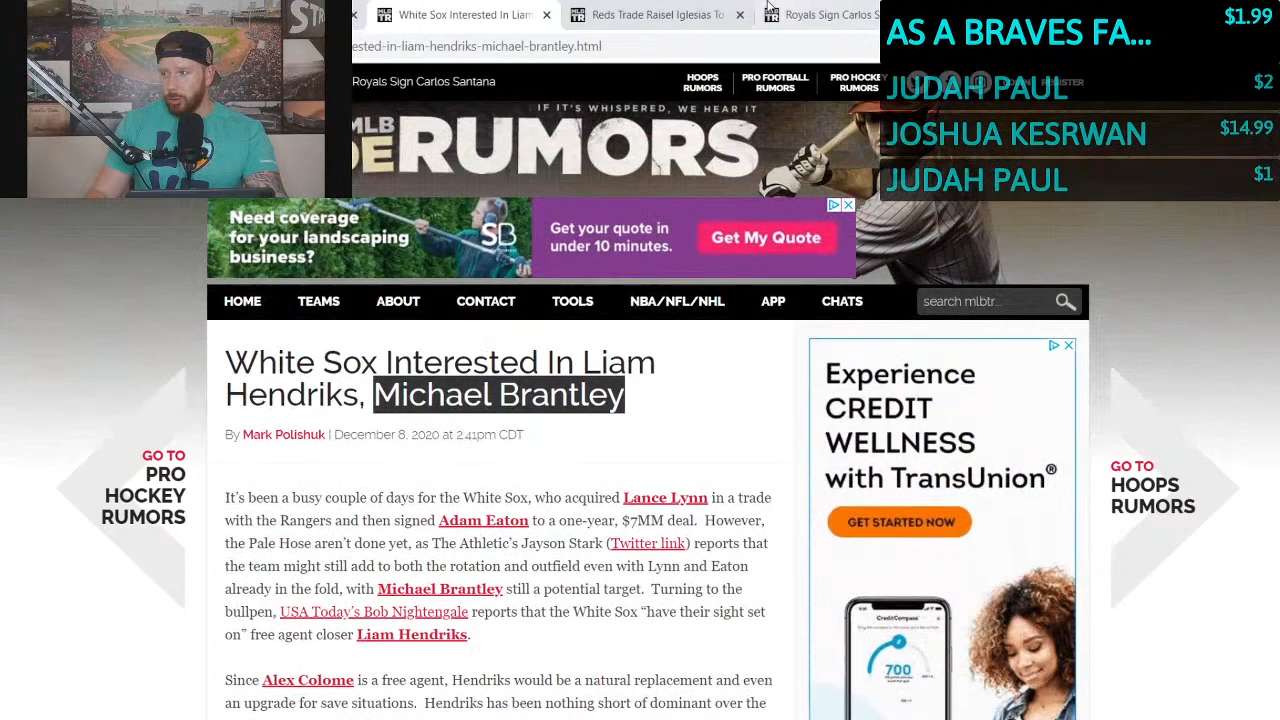 White Sox Interested In Liam
Reds Trade Raisel Iglesias To
Royals Sign Carlos S
ested-in-liam-hendriks-michael-brantley.html
AS A BRAVES FA...
$1.99
JUDAH PAUL
$2
JOSHUA KESRWAN
$14.99
JUDAH PAUL
$1
Royals Sign Carlos Santana
HOOPS
RUMORS
PRO FOOTBALL
RUMORS
PRO HOCKEY
RUMORS
IF IT'S WHISPERED, WE HEAR IT
MLB
DE RUMORS
Need coverage
for your landscaping
business?
SB
Get your quote in
under 10 minutes.
Get My Quote
HOME
TEAMS
ABOUT
CONTACT
TOOLS
NBA/NFL/NHL
APP
CHATS
search mlbtr...
White Sox Interested In Liam
Hendriks, Michael Brantley
By Mark Polishuk | December 8, 2020 at 2:41pm CDT
It's been a busy couple of days for the White Sox, who acquired Lance Lynn in a trade
with the Rangers and then signed Adam Eaton to a one-year, $7MM deal. However,
the Pale Hose aren't done yet, as The Athletic's Jayson Stark (Twitter link) reports that
the team might still add to both the rotation and outfield even with Lynn and Eaton
already in the fold, with Michael Brantley still a potential target. Turning to the
bullpen, USA Today's Bob Nightengale reports that the White Sox “have their sight set
on” free agent closer Liam Hendriks.
Since Alex Colome is a free agent, Hendriks would be a natural replacement and even
an upgrade for save situations. Hendriks has been nothing short of dominant over the
GO TO
PRO
HOCKEY
RUMORS
Experience
CREDIT
WELLNESS
with TransUnion®
GET STARTED NOW
CreditCompass
700
GO TO
HOOPS
RUMORS